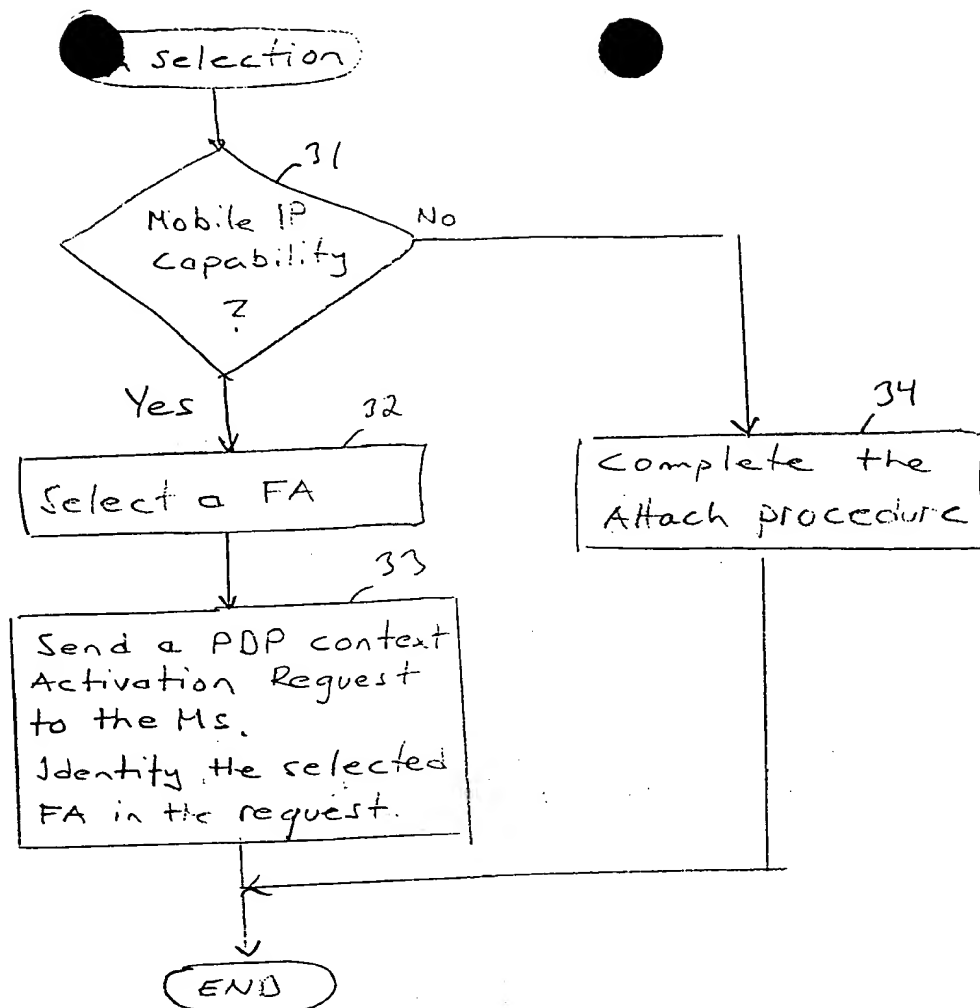 selection
31
Mobile IP
capability
?
No
Yes
32
Select a FA
34
Complete the
Attach procedure
33
Send a PDP context
Activation Request
to the MS.
Identify the selected
FA in the request.
END